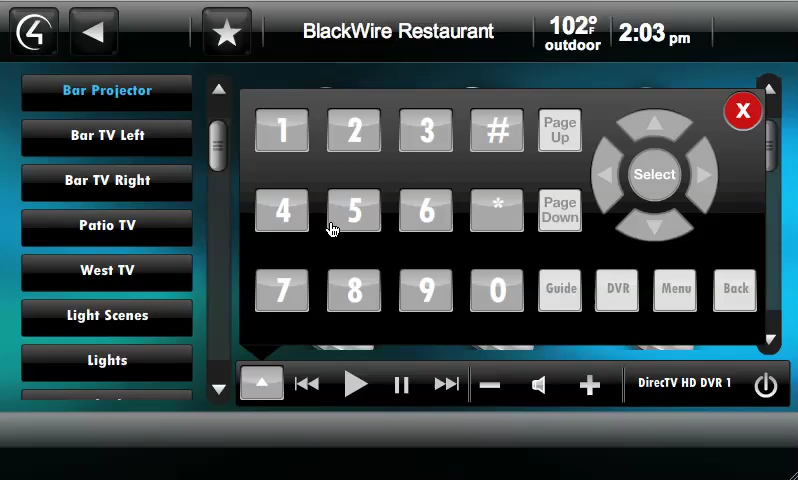 4
BlackWire Restaurant
102°F
outdoor
2:03 pm
Bar Projector
Bar TV Left
Bar TV Right
Patio TV
West TV
Light Scenes
Lights
X
1 2 3 #
Page
Up
4 5 6 *
Page
Down
Select
7 8 9 0 Guide DVR Menu Back
DirecTV HD DVR 1